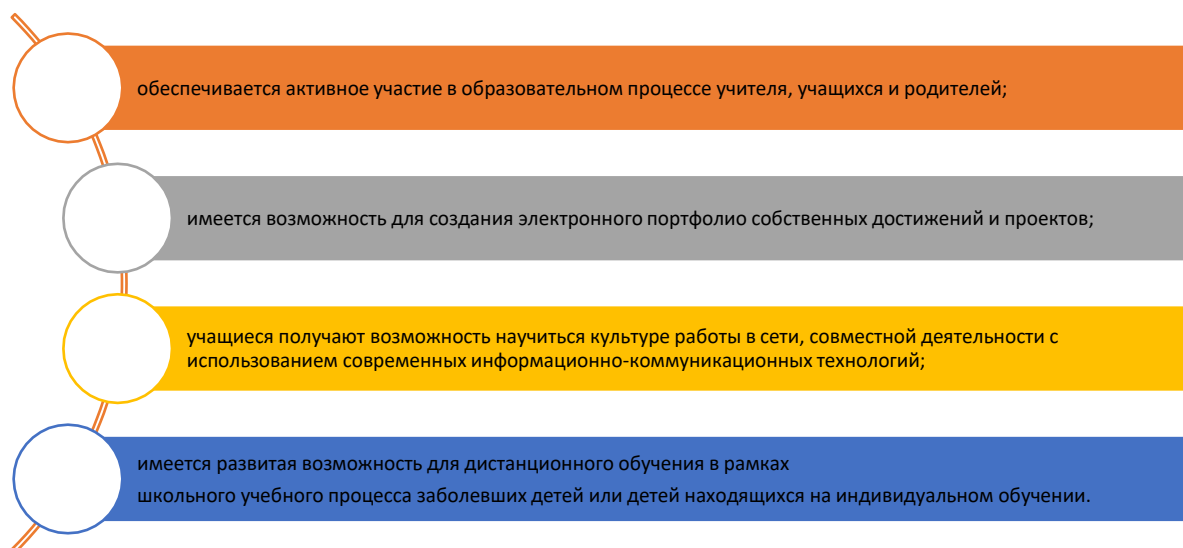 обеспечивается активное участие в образовательном процессе учителя, учащихся и родителей;
имеется возможность для создания электронного портфолио собственных достижений и проектов;
учащиеся получают возможность научиться культуре работы в сети, совместной деятельности с
использованием современных информационно-коммуникационных технологий;
имеется развитая возможность для дистанционного обучения в рамках
школьного учебного процесса заболевших детей или детей находящихся на индивидуальном обучении.